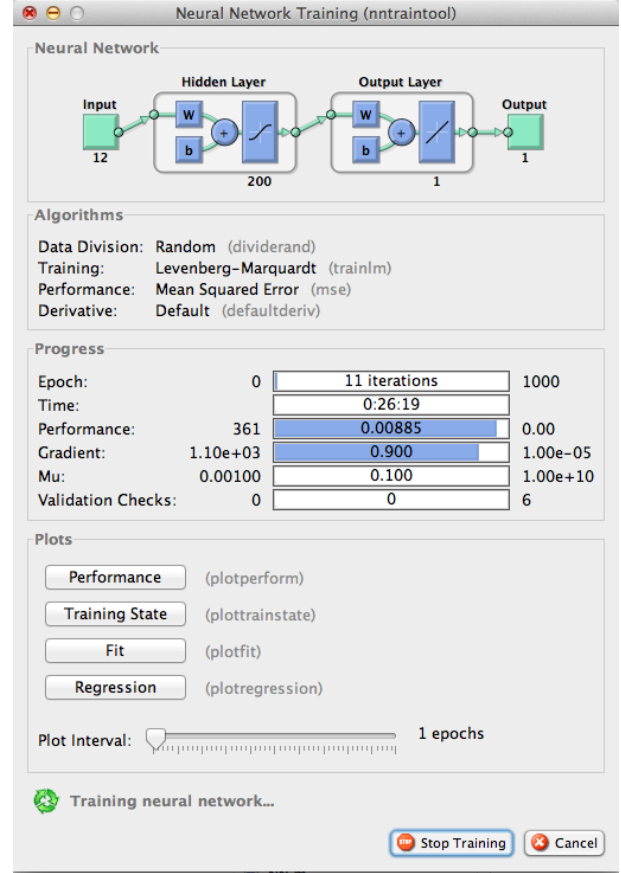 Neural Network Training (nntraintool)
Neural Network
Hidden Layer Output Layer
Input Output
W W
+ +
b b
12 1
200 1
Algorithms
Data Division: Random (dividerand)
Training: Levenberg-Marquardt (trainlm)
Performance: Mean Squared Error (mse)
Derivative: Default (defaultderiv)
Progress
Epoch: 0 11 iterations 1000
Time: 0:26:19
Performance: 361 0.00885 0.00
Gradient: 1.10e+03 0.900 1.00e-05
Mu: 0.00100 0.100 1.00e+10
Validation Checks: 0 0 6
Plots
Performance (plotperform)
Training State (plottrainstate)
Fit (plotfit)
Regression (plotregression)
Plot Interval: 1 epochs
Training neural network...
STOP Stop Training Cancel